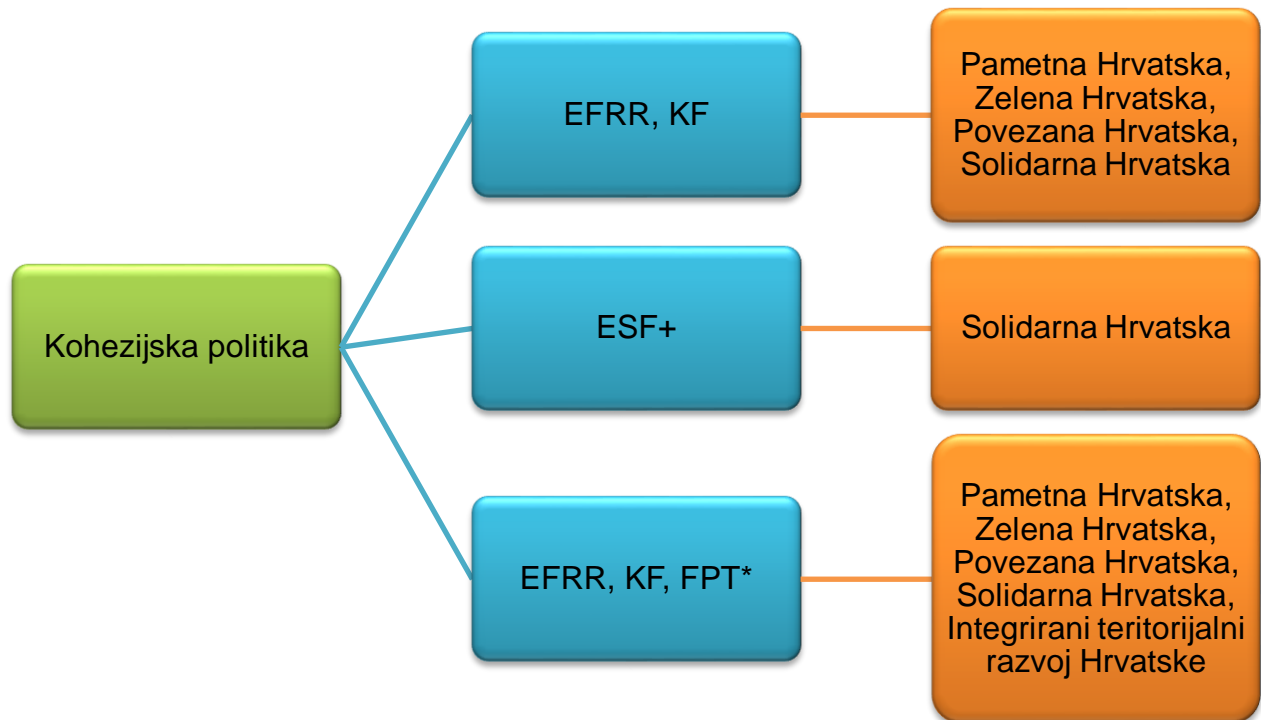 Kohezijska politika
EFRR, KF
Pametna Hrvatska,
Zelena Hrvatska,
Povezana Hrvatska,
Solidarna Hrvatska
ESF+
Solidarna Hrvatska
EFRR, KF, FPT*
Pametna Hrvatska,
Zelena Hrvatska,
Povezana Hrvatska,
Solidarna Hrvatska,
Integrirani teritorijalni
razvoj Hrvatske